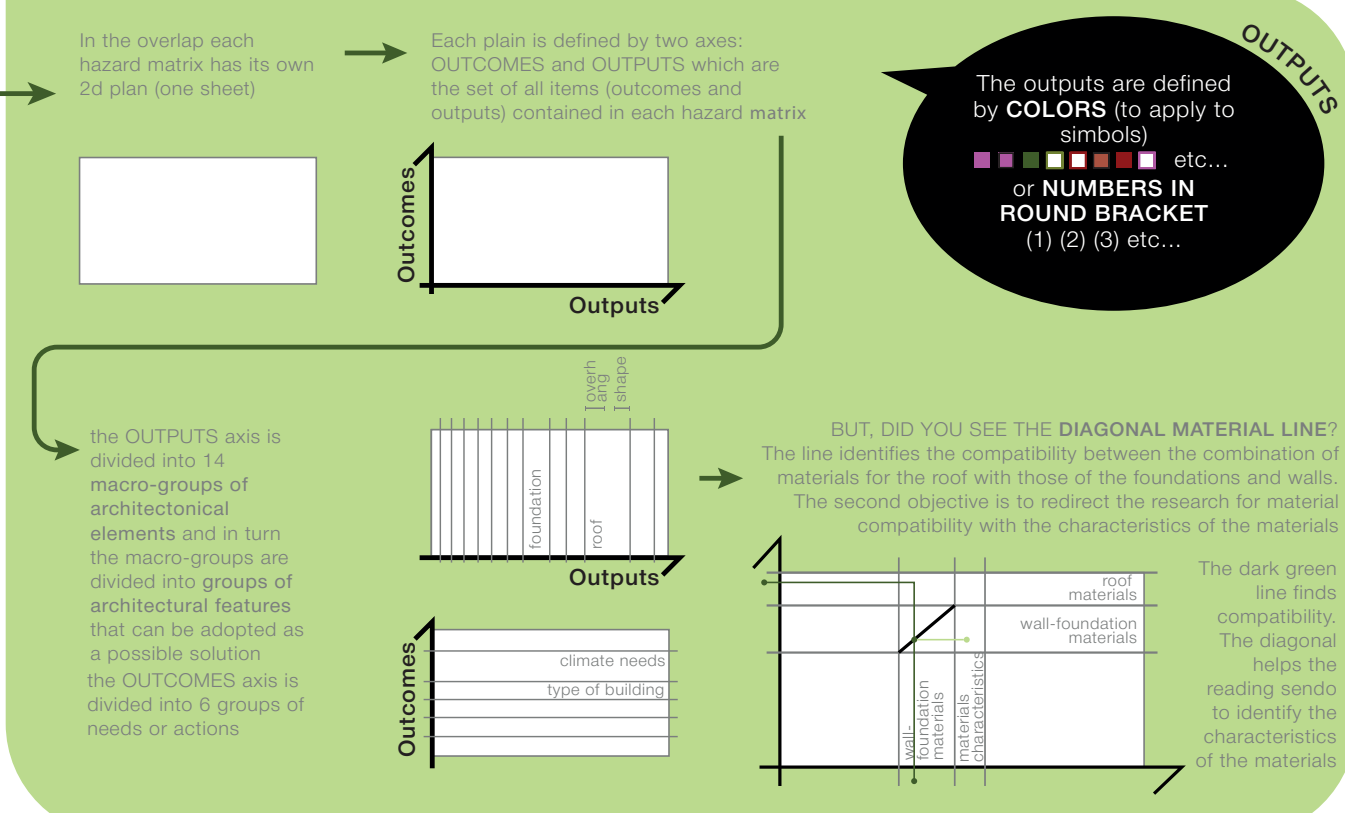 In the overlap each
hazard matrix has its own
2d plan (one sheet)
Each plain is defined by two axes:
OUTCOMES and OUTPUTS which are
the set of all items (outcomes and
outputs) contained in each hazard matrix
OUTPUTS
The outputs are defined
by COLORS (to apply to
simbols)
etc...
or NUMBERS IN
ROUND BRACKET
(1) (2) (3) etc...
Outcomes
Outputs
the OUTPUTS axis is
divided into 14
macro-groups of
architectonical
elements and in turn
the macro-groups are
divided into groups of
architectural features
that can be adopted as
a possible solution
the OUTCOMES axis is
divided into 6 groups of
needs or actions
overh
ang
shape
foundation
roof
Outputs
Outcomes
climate needs
type of building
BUT, DID YOU SEE THE DIAGONAL MATERIAL LINE?
The line identifies the compatibility between the combination of
materials for the roof with those of the foundations and walls.
The second objective is to redirect the research for material
compatibility with the characteristics of the materials
roof
materials
wall-foundation
materials
wall-
foundation
materials
materials
characteristics
The dark green
line finds
compatibility.
The diagonal
helps the
reading sendo
to identify the
characteristics
of the materials